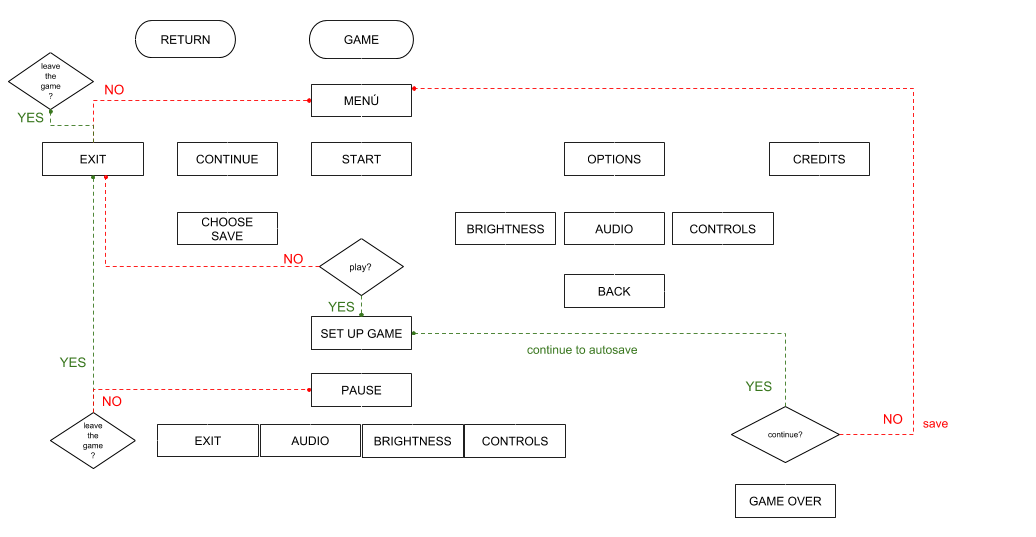 RETURN
GAME
leave
the
game
?
NO
MENÚ
YES
EXIT
CONTINUE
START
OPTIONS
CREDITS
CHOOSE
SAVE
BRIGHTNESS
AUDIO
CONTROLS
NO
play?
BACK
YES
SET UP GAME
continue to autosave
YES
PAUSE
YES
NO
leave
the
game
?
EXIT
AUDIO
BRIGHTNESS
CONTROLS
continue?
NO
save
GAME OVER